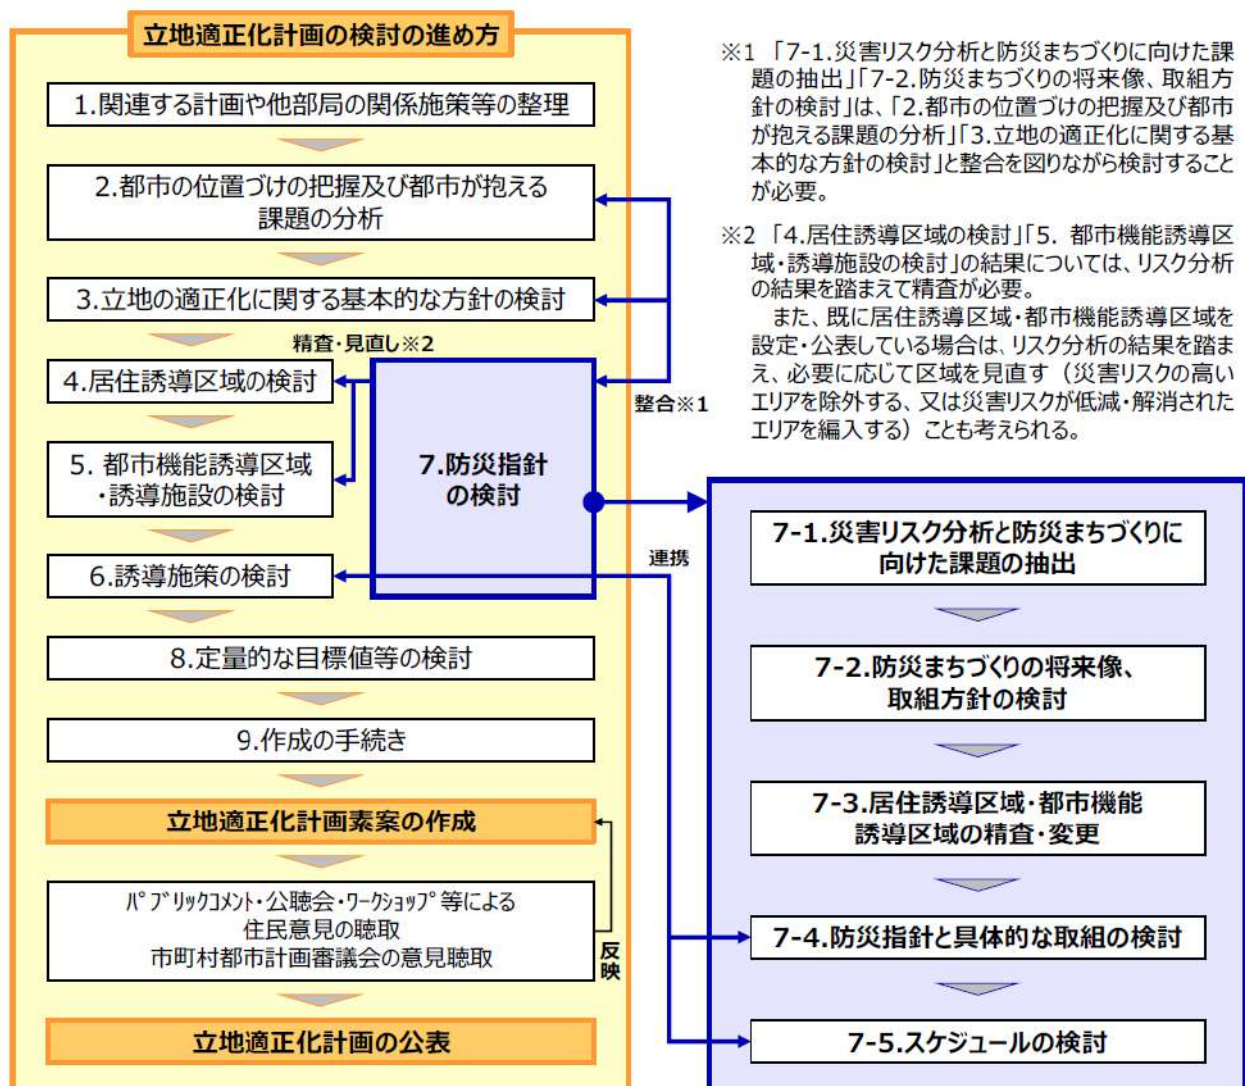 立地適正化計画の検討の進め方
1.関連する計画や他部局の関係施策等の整理
2.都市の位置づけの把握及び都市が抱える
課題の分析
3.立地の適正化に関する基本的な方針の検討
精査・見直し※2
4.居住誘導区域の検討
5. 都市機能誘導区域
・誘導施設の検討
6.誘導施策の検討
7.防災指針
の検討
整合※1
連携
8.定量的な目標値等の検討
9.作成の手続き
立地適正化計画素案の作成
ﾊﾟﾌﾞﾘｯｸｺﾒﾝﾄ・公聴会・ﾜｰｸｼｮｯﾌﾟ等による
住民意見の聴取
市町村都市計画審議会の意見聴取
反映
立地適正化計画の公表
※1 「7-1.災害リスク分析と防災まちづくりに向けた課
題の抽出」「7-2.防災まちづくりの将来像、取組方
針の検討」は、「2.都市の位置づけの把握及び都市
が抱える課題の分析」「3.立地の適正化に関する基
本的な方針の検討」と整合を図りながら検討すること
が必要。
※2 「4.居住誘導区域の検討」「5. 都市機能誘導区
域・誘導施設の検討」の結果については、リスク分析
の結果を踏まえて精査が必要。
また、既に居住誘導区域・都市機能誘導区域を
設定・公表している場合は、リスク分析の結果を踏ま
え、必要に応じて区域を見直す（災害リスクの高い
エリアを除外する、又は災害リスクが低減・解消された
エリアを編入する）ことも考えられる。
7-1.災害リスク分析と防災まちづくりに
向けた課題の抽出
7-2.防災まちづくりの将来像、
取組方針の検討
7-3.居住誘導区域・都市機能
誘導区域の精査・変更
7-4.防災指針と具体的な取組の検討
7-5.スケジュールの検討